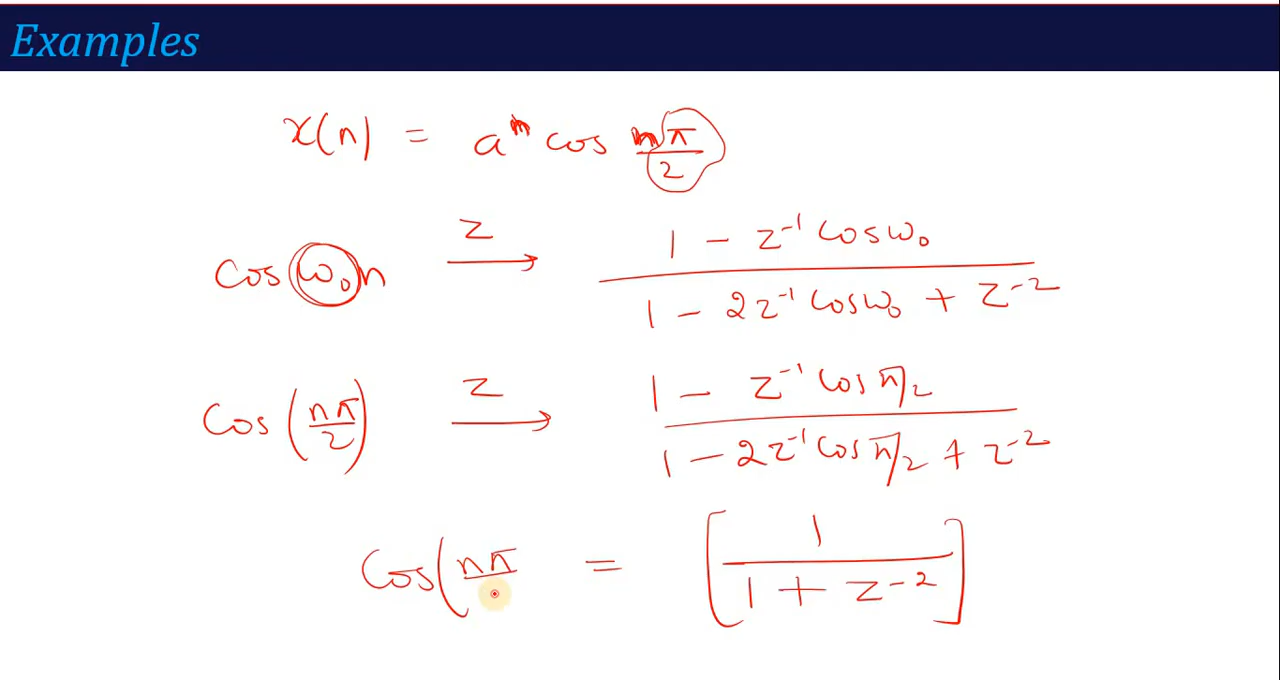 Examples
x(n) = aⁿ cos nπ/2
cos ω₀n Z→ (1 - z⁻¹ cos ω₀)/(1 - 2z⁻¹ cos ω₀ + z⁻²)
cos (nπ/2) Z→ (1 - z⁻¹ cos π/2)/(1 - 2z⁻¹ cos π/2 + z⁻²)
cos (nπ = [1/(1 + z⁻²)]